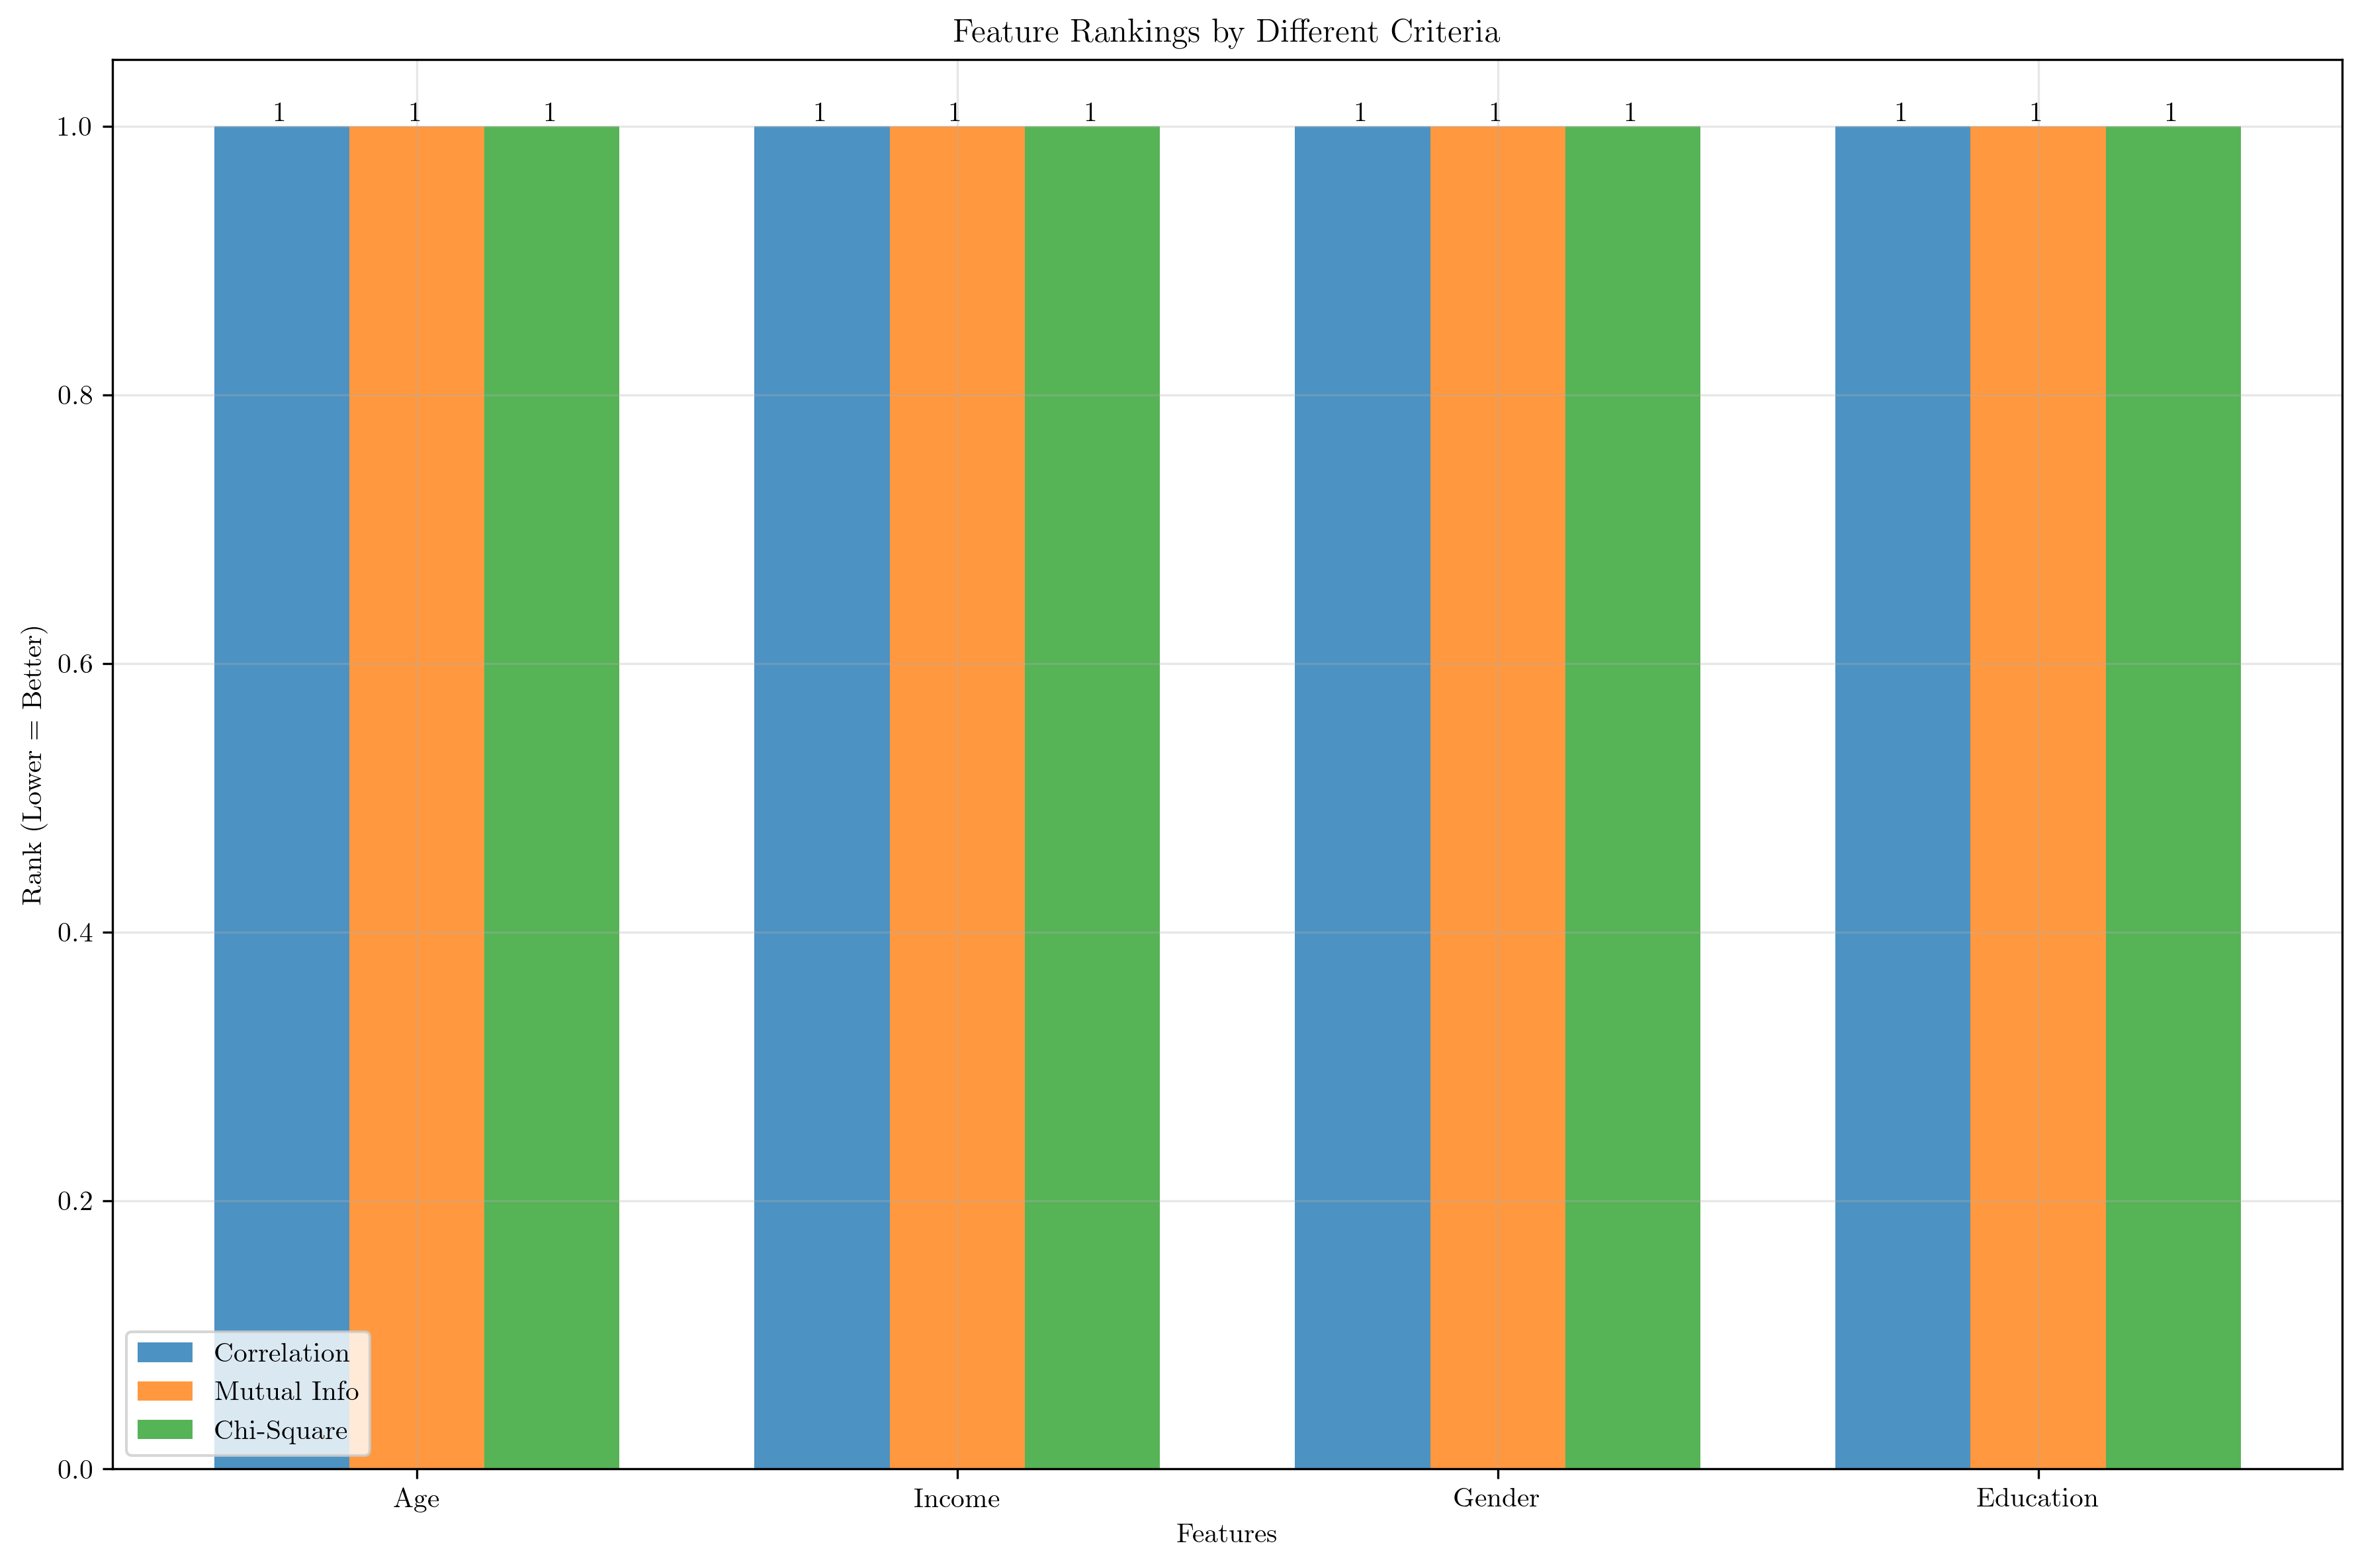 Feature Rankings by Different Criteria
1 1 1 1 1 1 1 1 1 1 1 1
1.0
0.8
0.6
0.4
0.2
0.0
Rank (Lower = Better)
Correlation
Mutual Info
Chi-Square
Age Income Gender Education
Features